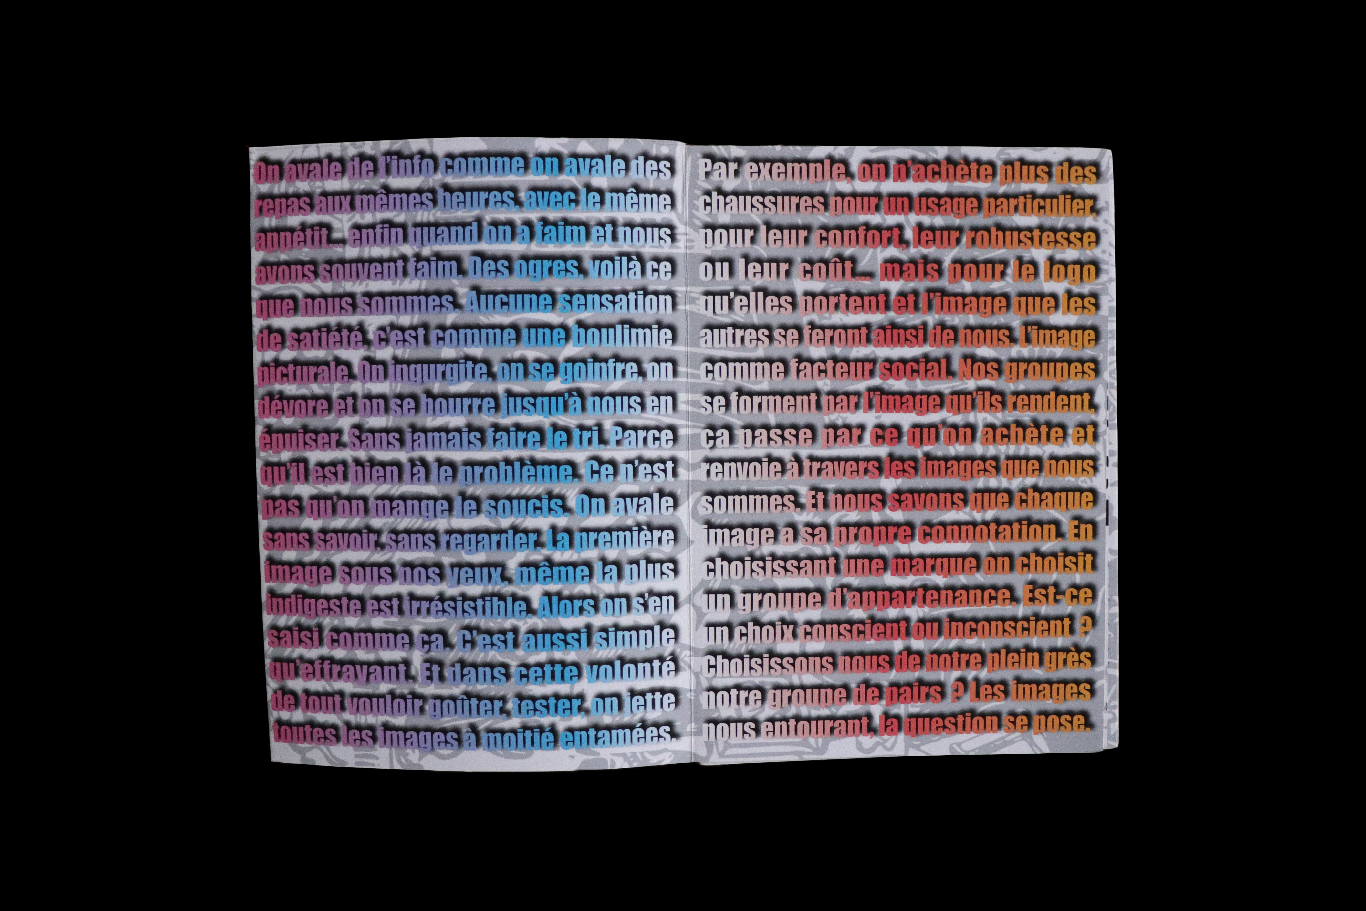 On avale de l'info comme on avale des
repas aux mêmes heures, avec le même
appétit... enfin quand on a faim et nous
avons souvent faim. Des ogres, voilà ce
que nous sommes. Aucune sensation
de satiété, c'est comme une boulimie
picturale. On ingurgite, on se goinfre, on
dévore et on se bourre jusqu'à nous en
épuiser. Sans jamais faire le tri. Parce
qu'il est bien là le problème. Ce n'est
pas qu'on mange le soucis. On avale
sans savoir, sans regarder. La première
image sous nos yeux, même la plus
indigeste est irrésistible. Alors on s'en
saisi comme ça. C'est aussi simple
qu'effrayant. Et dans cette volonté
de tout vouloir goûter, tester, on jette
toutes les images à moitié entamées.
Par exemple, on n'achète plus des
chaussures pour un usage particulier,
pour leur confort, leur robustesse
ou leur coût... mais pour le logo
qu'elles portent et l'image que les
autres se feront ainsi de nous. L'image
comme facteur social. Nos groupes
se forment par l'image qu'ils rendent,
ça passe par ce qu'on achète et
renvoie à travers les images que nous
sommes. Et nous savons que chaque
image a sa propre connotation. En
choisissant une marque on choisit
un groupe d'appartenance. Est-ce
un choix conscient ou inconscient ?
Choisissons nous de notre plein grès
notre groupe de pairs ? Les images
nous entourant, la question se pose.